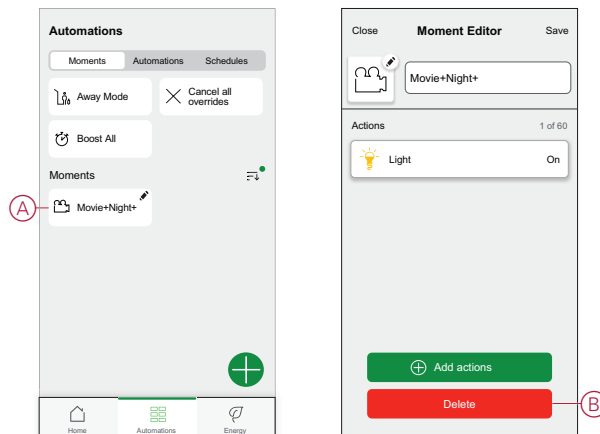 Automations
Moments Automations Schedules
Away Mode
Cancel all
overrides
Boost All
Moments
A
Movie+Night+
Home Automations Energy
Close Moment Editor Save
Movie+Night+
Actions 1 of 60
Light On
Add actions
Delete
B